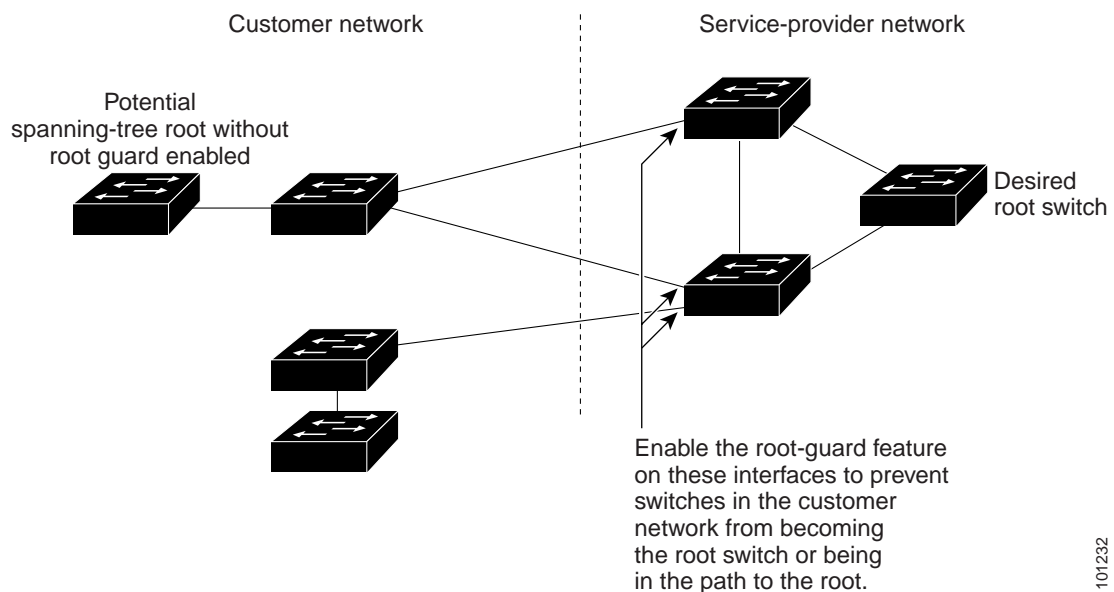 Customer network
Service-provider network
Potential
spanning-tree root without
root guard enabled
Desired
root switch
Enable the root-guard feature
on these interfaces to prevent
switches in the customer
network from becoming
the root switch or being
in the path to the root.
101232